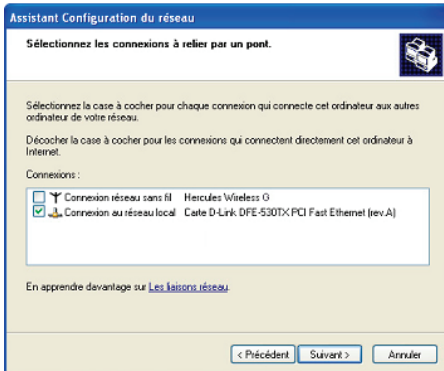 Assistant Configuration du réseau
Sélectionnez les connexions à relier par un pont.
Sélectionnez la case à cocher pour chaque connexion qui connecte cet ordinateur aux autres
ordinateur de votre réseau.
Décocher la case à cocher pour les connexions qui connectent directement cet ordinateur à
Internet.
Connexions :
Connexion réseau sans fil Hercules Wireless G
Connexion au réseau local Carte D-Link DFE-530TX PCI Fast Ethernet (rev.A)
En apprendre davantage sur Les liaisons réseau.
< Précédent Suivant > Annuler